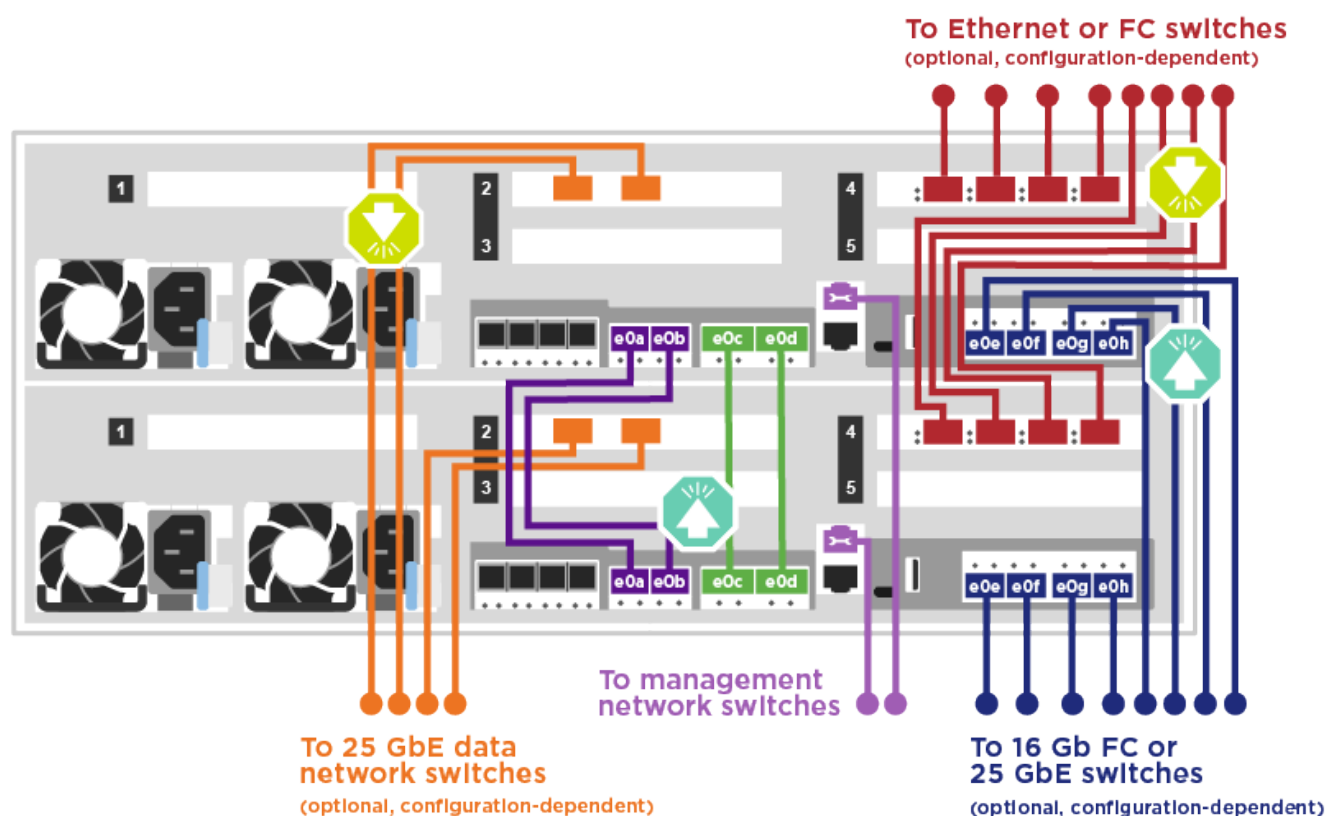 To Ethernet or FC switches
(optional, configuration-dependent)
1
2
4
3
5
e0a e0b e0c e0d e0e e0f e0g e0h
1
2
4
3
5
e0a e0b e0c e0d e0e e0f e0g e0h
To management
network switches
To 25 GbE data
network switches
(optional, configuration-dependent)
To 16 Gb FC or
25 GbE switches
(optional, configuration-dependent)